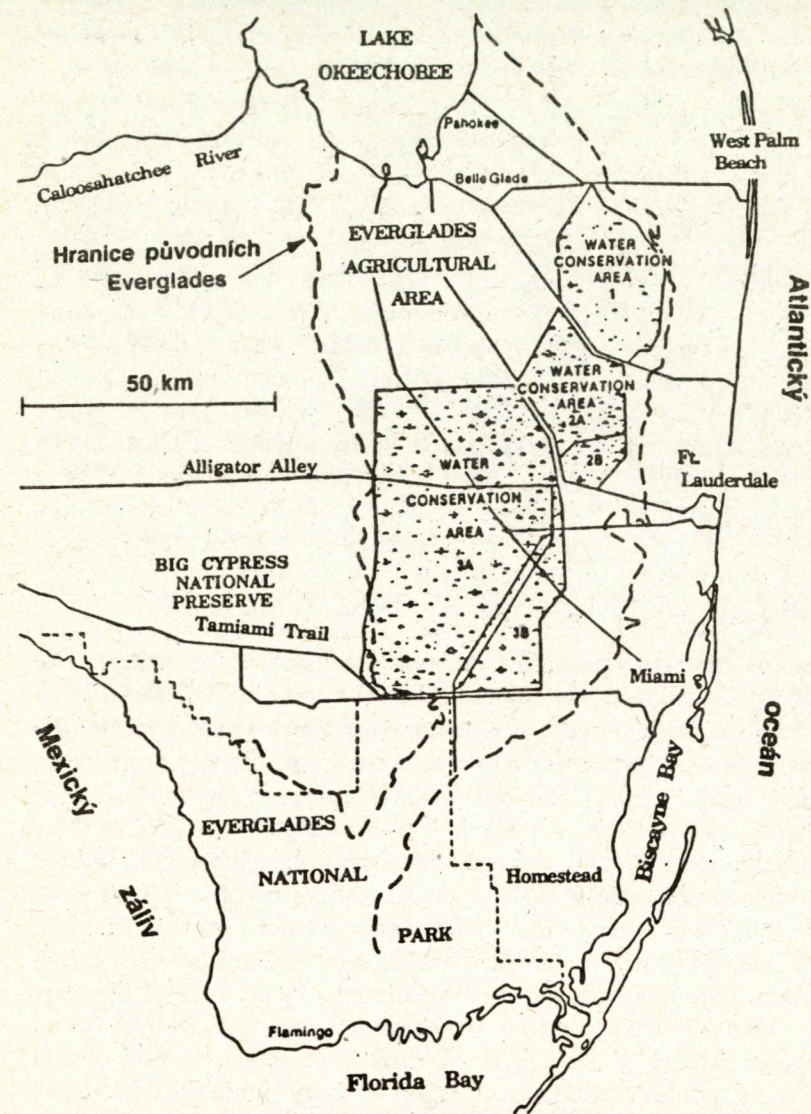 LAKE
OKEECHOBEE
Pahokee
West Palm
Beach
Caloosahatchee River
Belle Glade
Hranice původních
Everglades
EVERGLADES
AGRICULTURAL
AREA
WATER
CONSERVATION
AREA
1
Atlantický
50 km
WATER
CONSERVATION
AREA
2A
2B
Alligator Alley
WATER
CONSERVATION
AREA
3A
Ft.
Lauderdale
BIG CYPRESS
NATIONAL
PRESERVE
Tamiami Trail
3B
Miami
oceán
Mexický
záliv
Biscayne Bay
EVERGLADES
NATIONAL
PARK
Homestead
Flamingo
Florida Bay